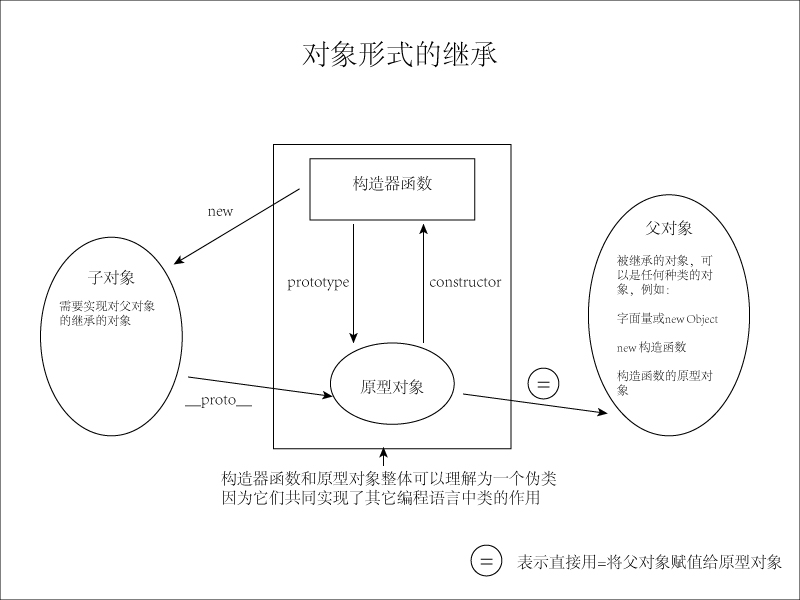 对象形式的继承
构造器函数
new
父对象
子对象
被继承的对象，可
以是任何种类的对
象，例如：
prototype
constructor
需要实现对父对象
的继承的对象
字面量或new Object
new 构造函数
构造函数的原型对
象
原型对象
=
__proto__
构造器函数和原型对象整体可以理解为一个伪类
因为它们共同实现了其它编程语言中类的作用
= 表示直接用=将父对象赋值给原型对象